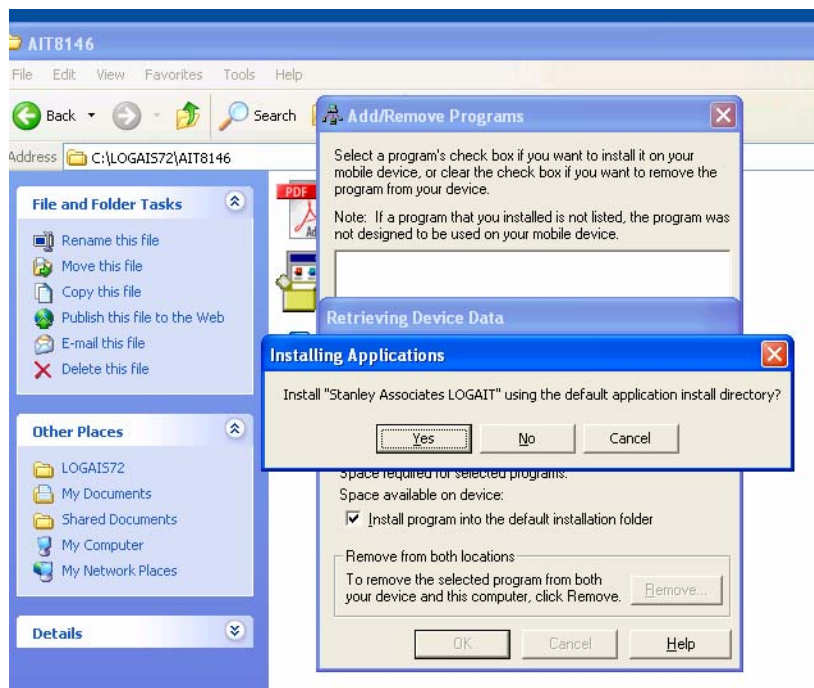 AIT8146
File Edit View Favorites Tools Help
Back Search
Address C:\LOGAIS72\AIT8146
File and Folder Tasks
Rename this file
Move this file
Copy this file
Publish this file to the Web
E-mail this file
Delete this file
Other Places
LOGAIS72
My Documents
Shared Documents
My Computer
My Network Places
Details
PDF
Add/Remove Programs
Select a program's check box if you want to install it on your
mobile device, or clear the check box if you want to remove the
program from your device.
Note: If a program that you installed is not listed, the program was
not designed to be used on your mobile device.
Retrieving Device Data
Installing Applications
Install "Stanley Associates LOGAIT" using the default application install directory?
Yes No Cancel
Space required for selected programs:
Space available on device:
Install program into the default installation folder
Remove from both locations
To remove the selected program from both
your device and this computer, click Remove.
Remove...
OK Cancel Help